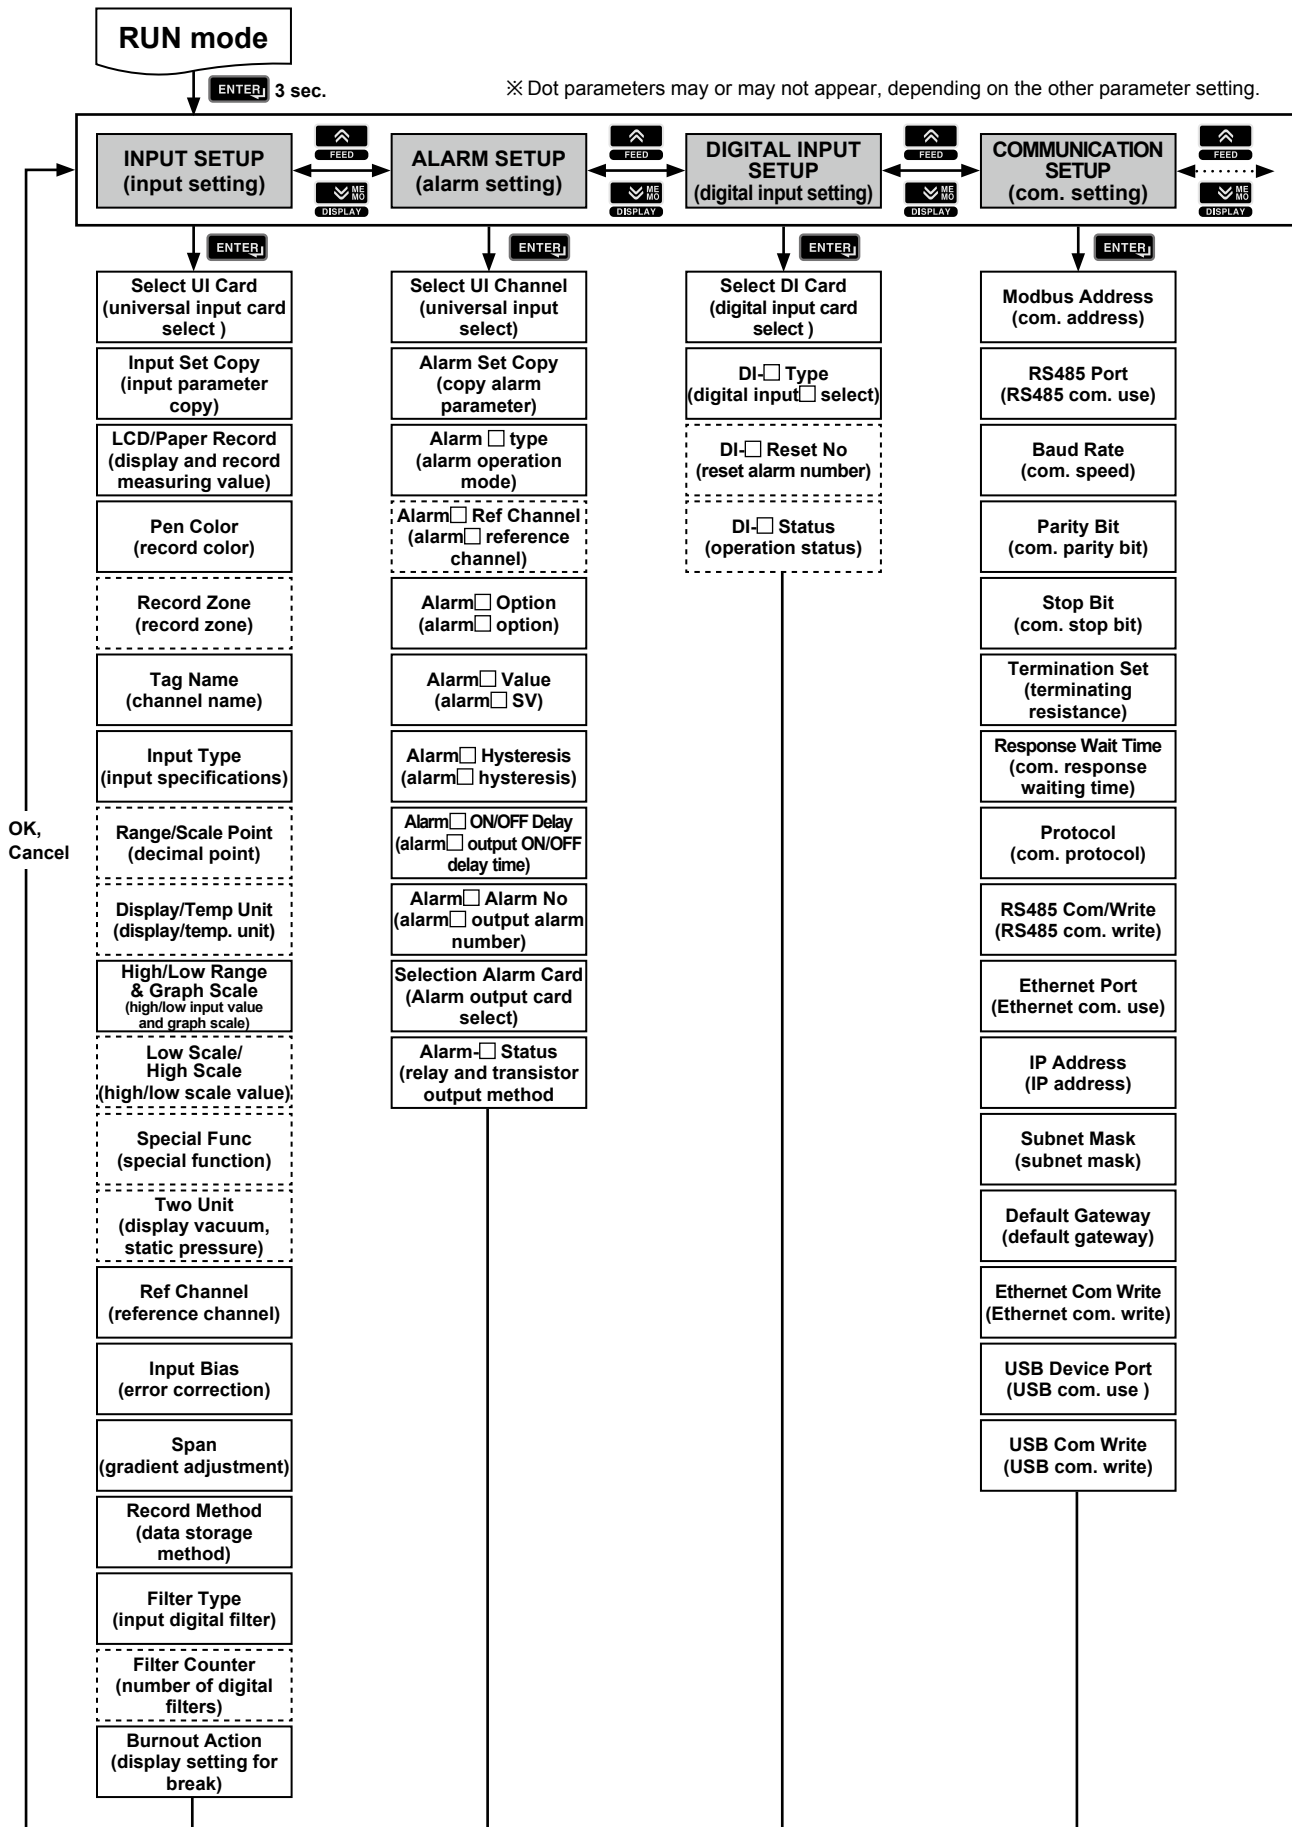 RUN mode
ENTER 3 sec.
※ Dot parameters may or may not appear, depending on the other parameter setting.
INPUT SETUP
(input setting)
FEED
MEMO
DISPLAY
ALARM SETUP
(alarm setting)
FEED
MEMO
DISPLAY
DIGITAL INPUT
SETUP
(digital input setting)
FEED
MEMO
DISPLAY
COMMUNICATION
SETUP
(com. setting)
FEED
MEMO
DISPLAY
OK,
Cancel
ENTER
Select UI Card
(universal input card
select )
Input Set Copy
(input parameter
copy)
LCD/Paper Record
(display and record
measuring value)
Pen Color
(record color)
Record Zone
(record zone)
Tag Name
(channel name)
Input Type
(input specifications)
Range/Scale Point
(decimal point)
Display/Temp Unit
(display/temp. unit)
High/Low Range
& Graph Scale
(high/low input value
and graph scale)
Low Scale/
High Scale
(high/low scale value)
Special Func
(special function)
Two Unit
(display vacuum,
static pressure)
Ref Channel
(reference channel)
Input Bias
(error correction)
Span
(gradient adjustment)
Record Method
(data storage
method)
Filter Type
(input digital filter)
Filter Counter
(number of digital
filters)
Burnout Action
(display setting for
break)
ENTER
Select UI Channel
(universal input
select)
Alarm Set Copy
(copy alarm
parameter)
Alarm □ type
(alarm operation
mode)
Alarm□ Ref Channel
(alarm□ reference
channel)
Alarm□ Option
(alarm□ option)
Alarm□ Value
(alarm□ SV)
Alarm□ Hysteresis
(alarm□ hysteresis)
Alarm□ ON/OFF Delay
(alarm□ output ON/OFF
delay time)
Alarm□ Alarm No
(alarm□ output alarm
number)
Selection Alarm Card
(Alarm output card
select)
Alarm-□ Status
(relay and transistor
output method
ENTER
Select DI Card
(digital input card
select )
DI-□ Type
(digital input□ select)
DI-□ Reset No
(reset alarm number)
DI-□ Status
(operation status)
ENTER
Modbus Address
(com. address)
RS485 Port
(RS485 com. use)
Baud Rate
(com. speed)
Parity Bit
(com. parity bit)
Stop Bit
(com. stop bit)
Termination Set
(terminating
resistance)
Response Wait Time
(com. response
waiting time)
Protocol
(com. protocol)
RS485 Com/Write
(RS485 com. write)
Ethernet Port
(Ethernet com. use)
IP Address
(IP address)
Subnet Mask
(subnet mask)
Default Gateway
(default gateway)
Ethernet Com Write
(Ethernet com. write)
USB Device Port
(USB com. use )
USB Com Write
(USB com. write)